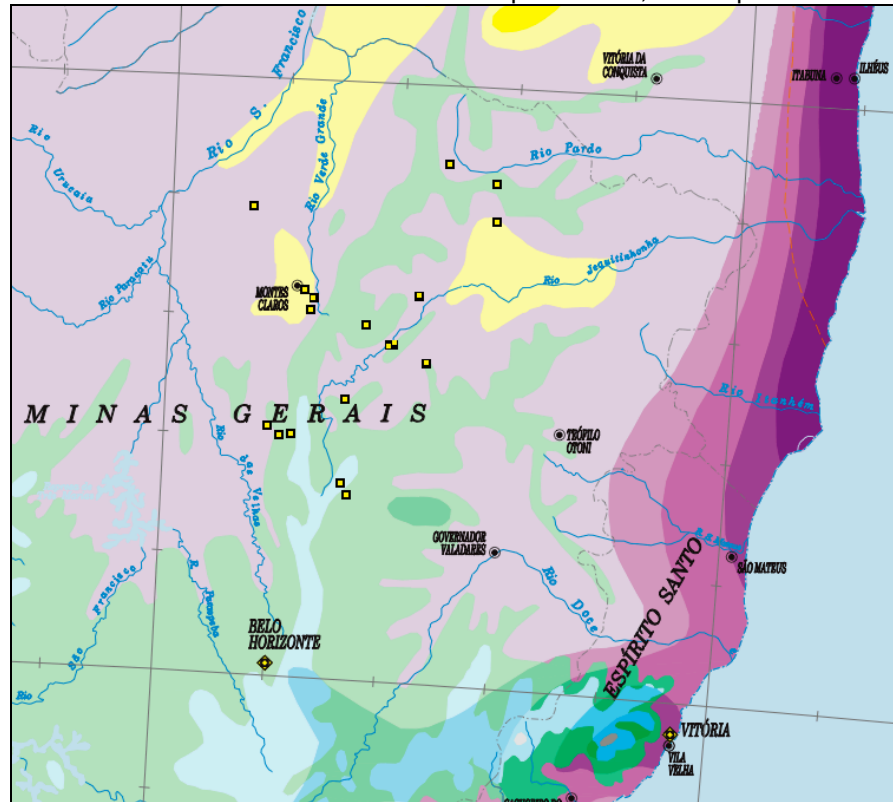 VITÓRIA DA
CONQUISTA
ITABUNA
ILHÉUS
Rio S. Francisco
Rio Verde Grande
Rio
Urucuia
Rio Pardo
Rio Jequitinhonha
Rio Paracatu
MONTES
CLAROS
MINAS GERAIS
Rio Itanhém
TEÓFILO
OTONI
Rio das Velhas
GOVERNADOR
VALADARES
SÃO MATEUS
Rio Doce
ESPÍRITO SANTO
R. Paraopeba
BELO
HORIZONTE
Rio São Francisco
VITÓRIA
VILA
VELHA